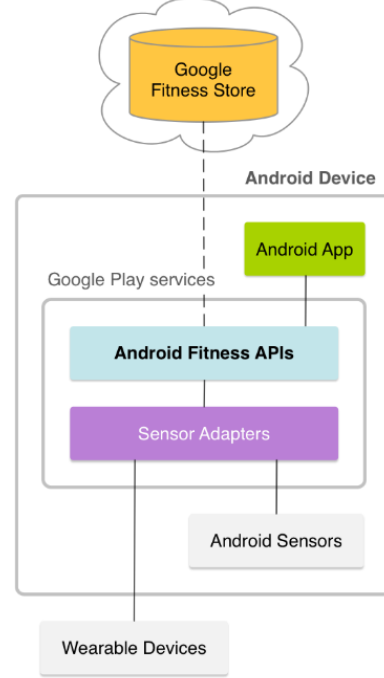 Google
Fitness Store
Android Device
Android App
Google Play services
Android Fitness APIs
Sensor Adapters
Android Sensors
Wearable Devices